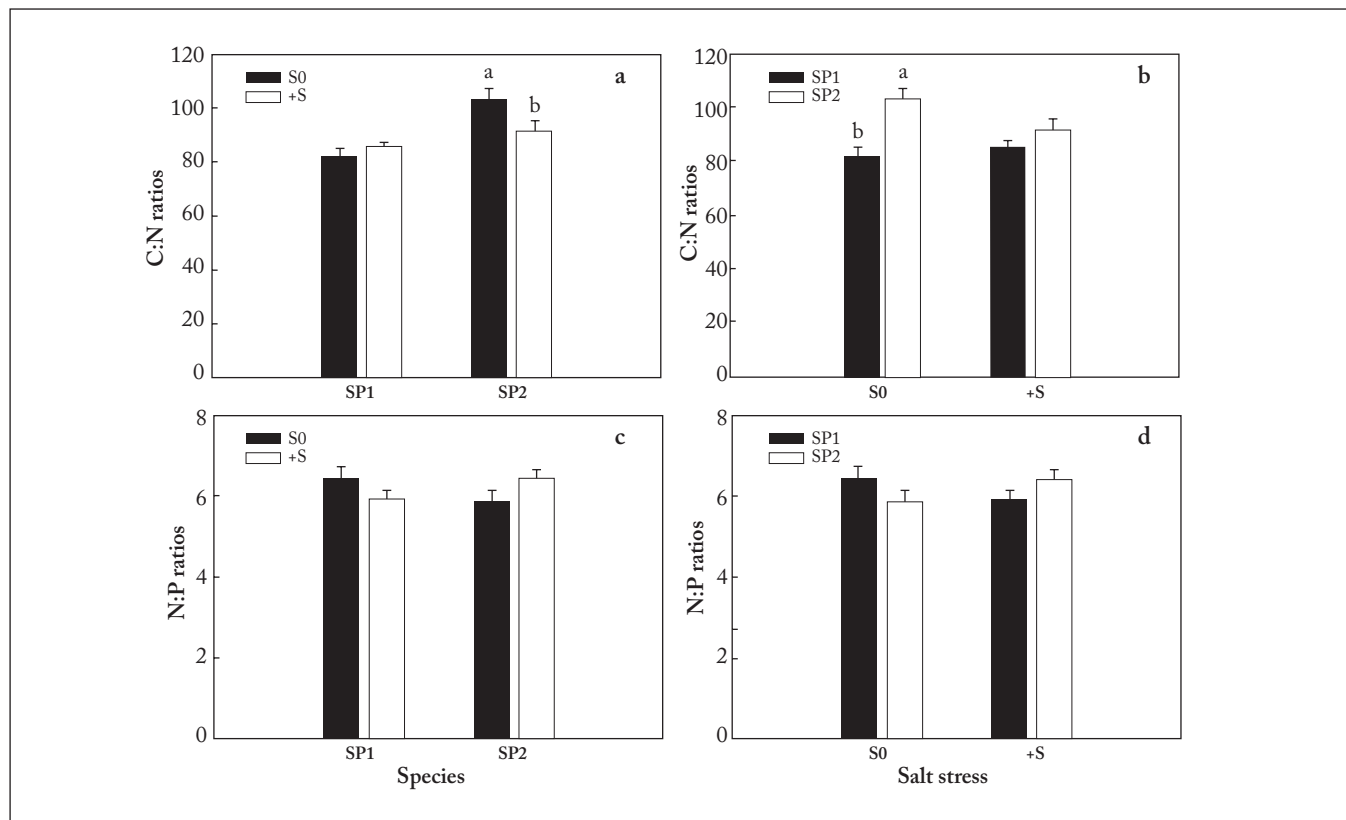 a
S0
+S
a
b
C:N ratios
120
100
80
60
40
20
0
SP1 SP2
b
SP1
SP2
b
a
C:N ratios
120
100
80
60
40
20
0
S0 +S
c
S0
+S
N:P ratios
8
6
4
2
0
SP1 SP2
Species
d
SP1
SP2
N:P ratios
8
6
4
2
0
S0 +S
Salt stress